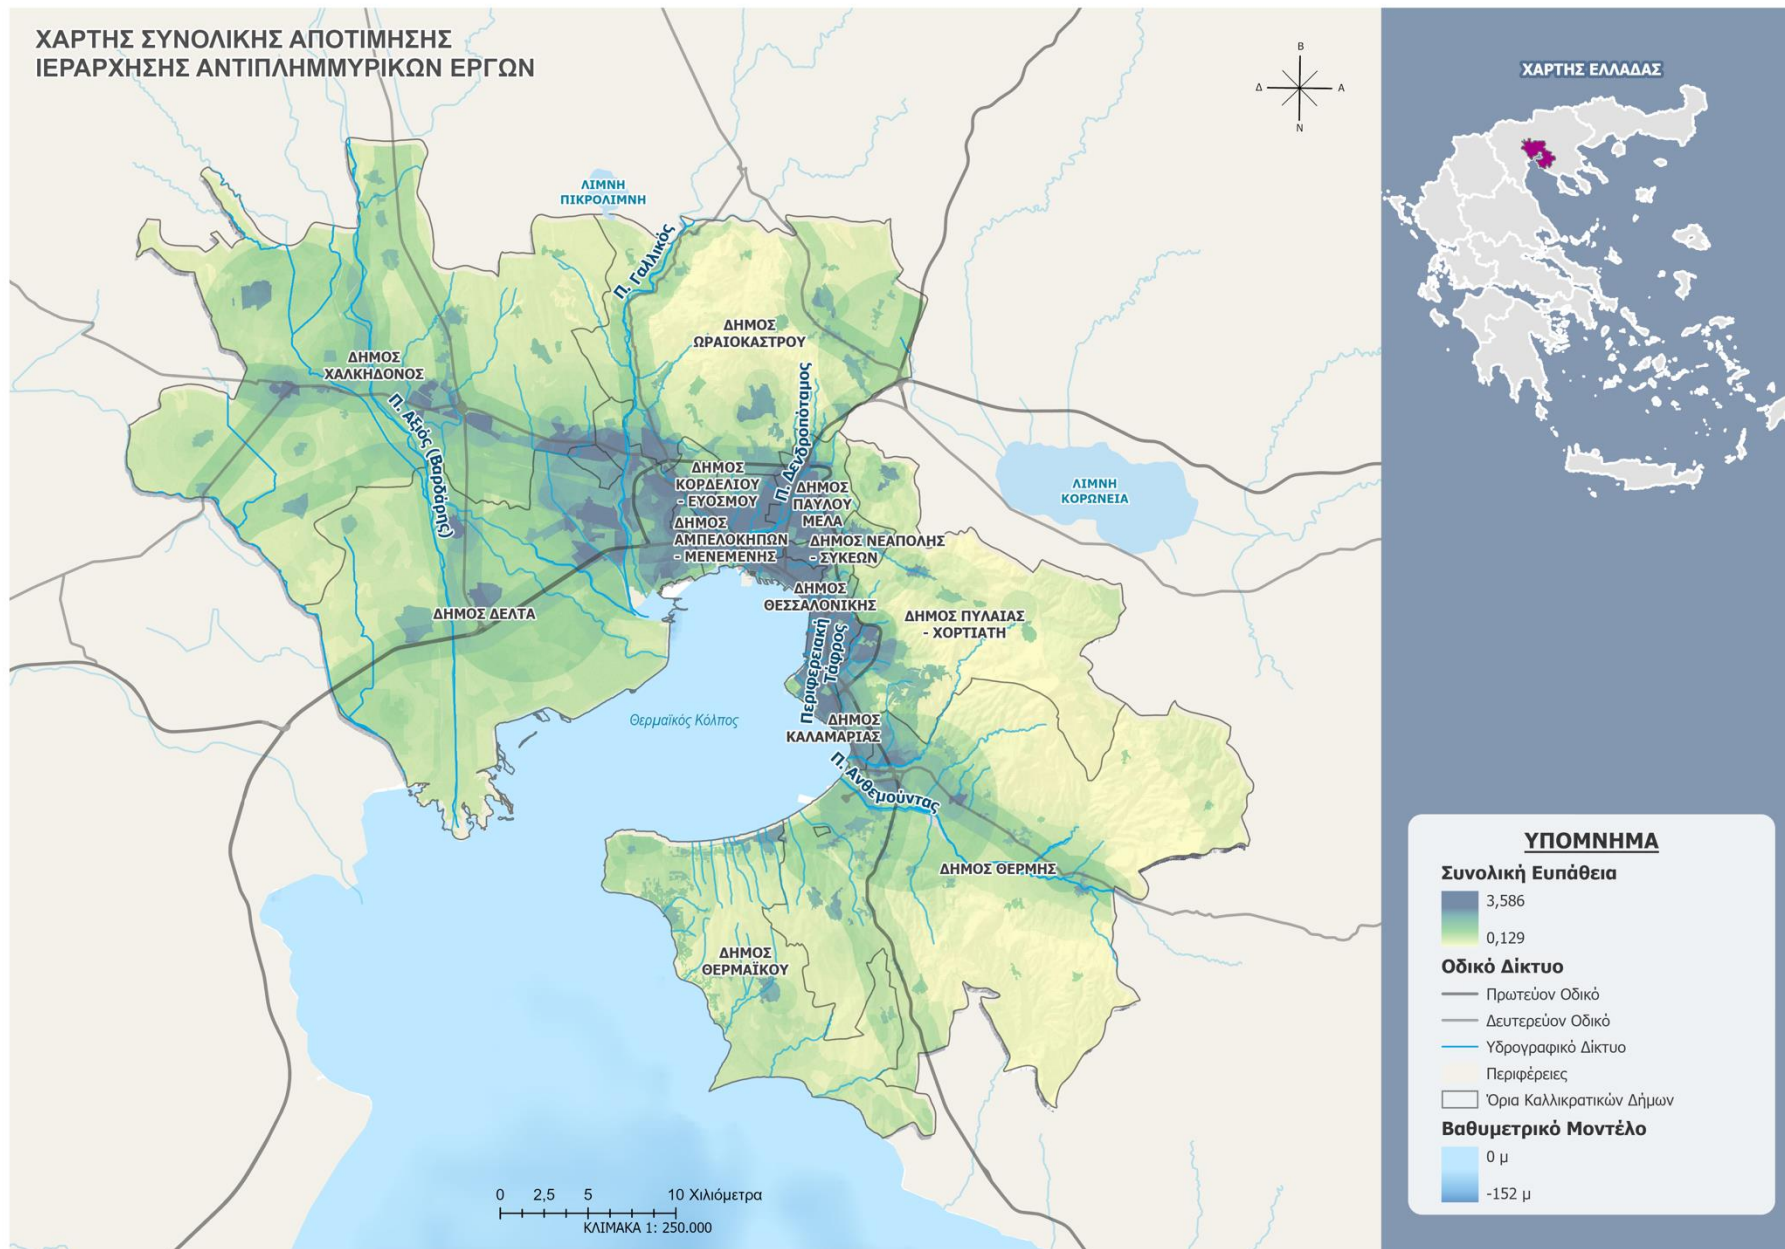 ΧΑΡΤΗΣ ΣΥΝΟΛΙΚΗΣ ΑΠΟΤΙΜΗΣΗΣ
ΙΕΡΑΡΧΗΣΗΣ ΑΝΤΙΠΛΗΜΜΥΡΙΚΩΝ ΕΡΓΩΝ
Β
Δ
Α
Ν
ΛΙΜΝΗ
ΠΙΚΡΟΛΙΜΝΗ
Π. Γαλλικός
ΔΗΜΟΣ
ΩΡΑΙΟΚΑΣΤΡΟΥ
ΔΗΜΟΣ
ΧΑΛΚΗΔΟΝΟΣ
Π. Αξιός (Βαρδάρης)
Π. Δενδροπόταμος
ΔΗΜΟΣ
ΚΟΡΔΕΛΙΟΥ
- ΕΥΟΣΜΟΥ
ΔΗΜΟΣ
ΠΑΥΛΟΥ
ΜΕΛΑ
ΛΙΜΝΗ
ΚΟΡΩΝΕΙΑ
ΔΗΜΟΣ
ΑΜΠΕΛΟΚΗΠΩΝ
- ΜΕΝΕΜΕΝΗΣ
ΔΗΜΟΣ ΝΕΑΠΟΛΗΣ
- ΣΥΚΕΩΝ
ΔΗΜΟΣ
ΘΕΣΣΑΛΟΝΙΚΗΣ
ΔΗΜΟΣ ΔΕΛΤΑ
ΔΗΜΟΣ ΠΥΛΑΙΑΣ
- ΧΟΡΤΙΑΤΗ
Περιφερειακή
Τάφρος
Θερμαϊκός Κόλπος
ΔΗΜΟΣ
ΚΑΛΑΜΑΡΙΑΣ
Π. Ανθεμούντας
ΔΗΜΟΣ ΘΕΡΜΗΣ
ΔΗΜΟΣ
ΘΕΡΜΑΪΚΟΥ
0 2,5 5 10 Χιλιόμετρα
ΚΛΙΜΑΚΑ 1: 250.000
ΧΑΡΤΗΣ ΕΛΛΑΔΑΣ
ΥΠΟΜΝΗΜΑ
Συνολική Ευπάθεια
3,586
0,129
Οδικό Δίκτυο
Πρωτεύον Οδικό
Δευτερεύον Οδικό
Υδρογραφικό Δίκτυο
Περιφέρειες
Όρια Καλλικρατικών Δήμων
Βαθυμετρικό Μοντέλο
0 μ
-152 μ